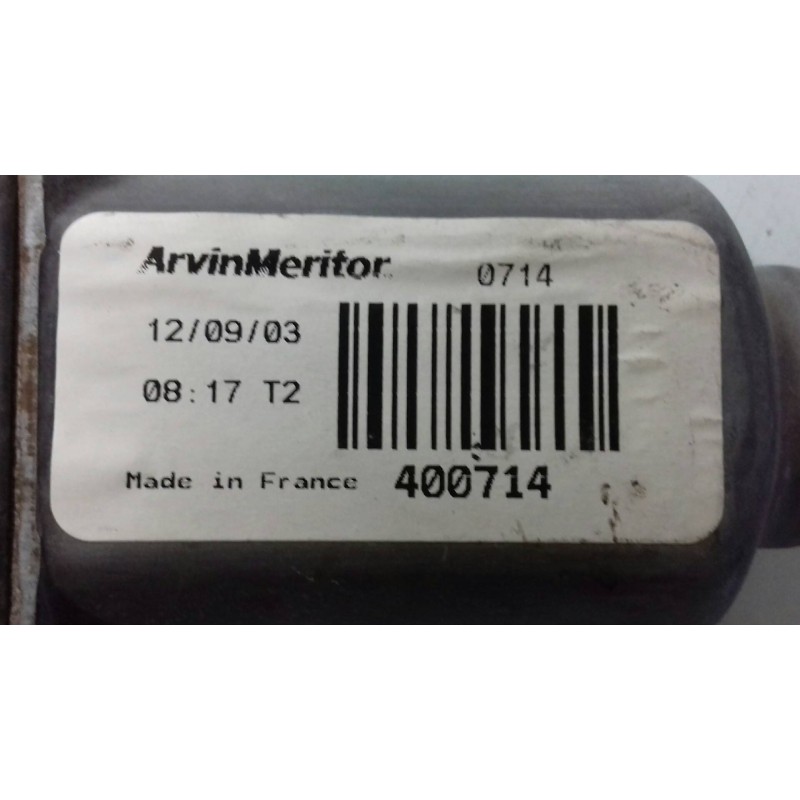 ArvinMeritor 0714
12/09/03
08:17 T2
Made in France 400714